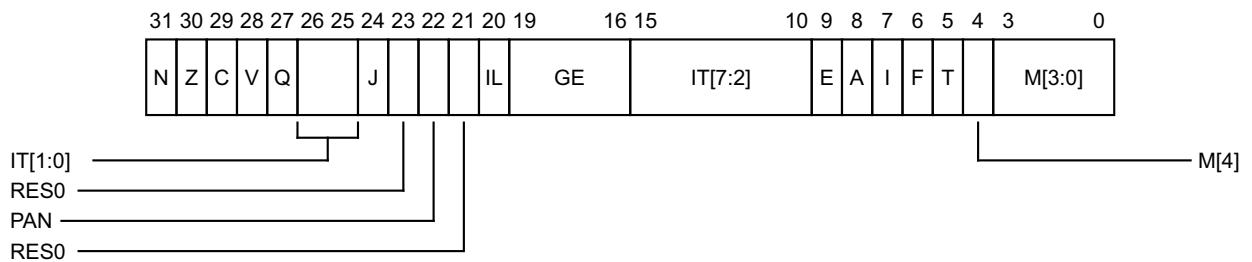 31 30 29 28 27 26 25 24 23 22 21 20 19 16 15 10 9 8 7 6 5 4 3 0
N Z C V Q J IL GE IT[7:2] E A I F T M[3:0]
IT[1:0] M[4]
RES0
PAN
RES0